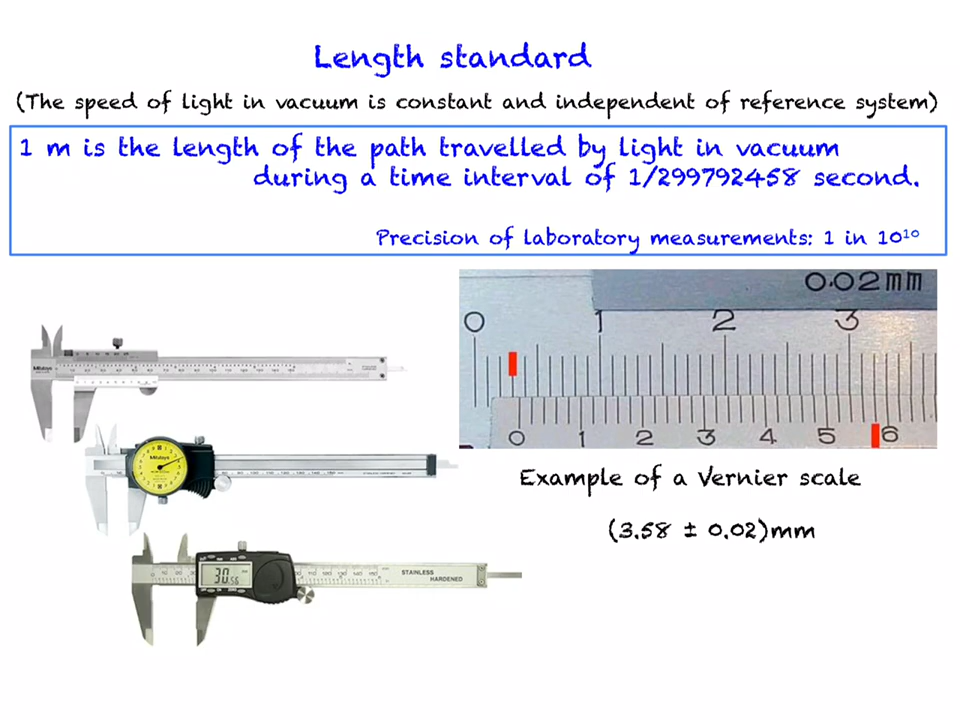 Length standard
(The speed of light in vacuum is constant and independent of reference system)
1 m is the length of the path travelled by light in vacuum
during a time interval of 1/299792458 second.
Precision of laboratory measurements: 1 in 10¹⁰
0.02mm
0 1 2 3
0 1 2 3 4 5 6
Mitutoyo
Mitutoyo
30.56
STAINLESS
HARDENED
Example of a Vernier scale
(3.58 ± 0.02)mm